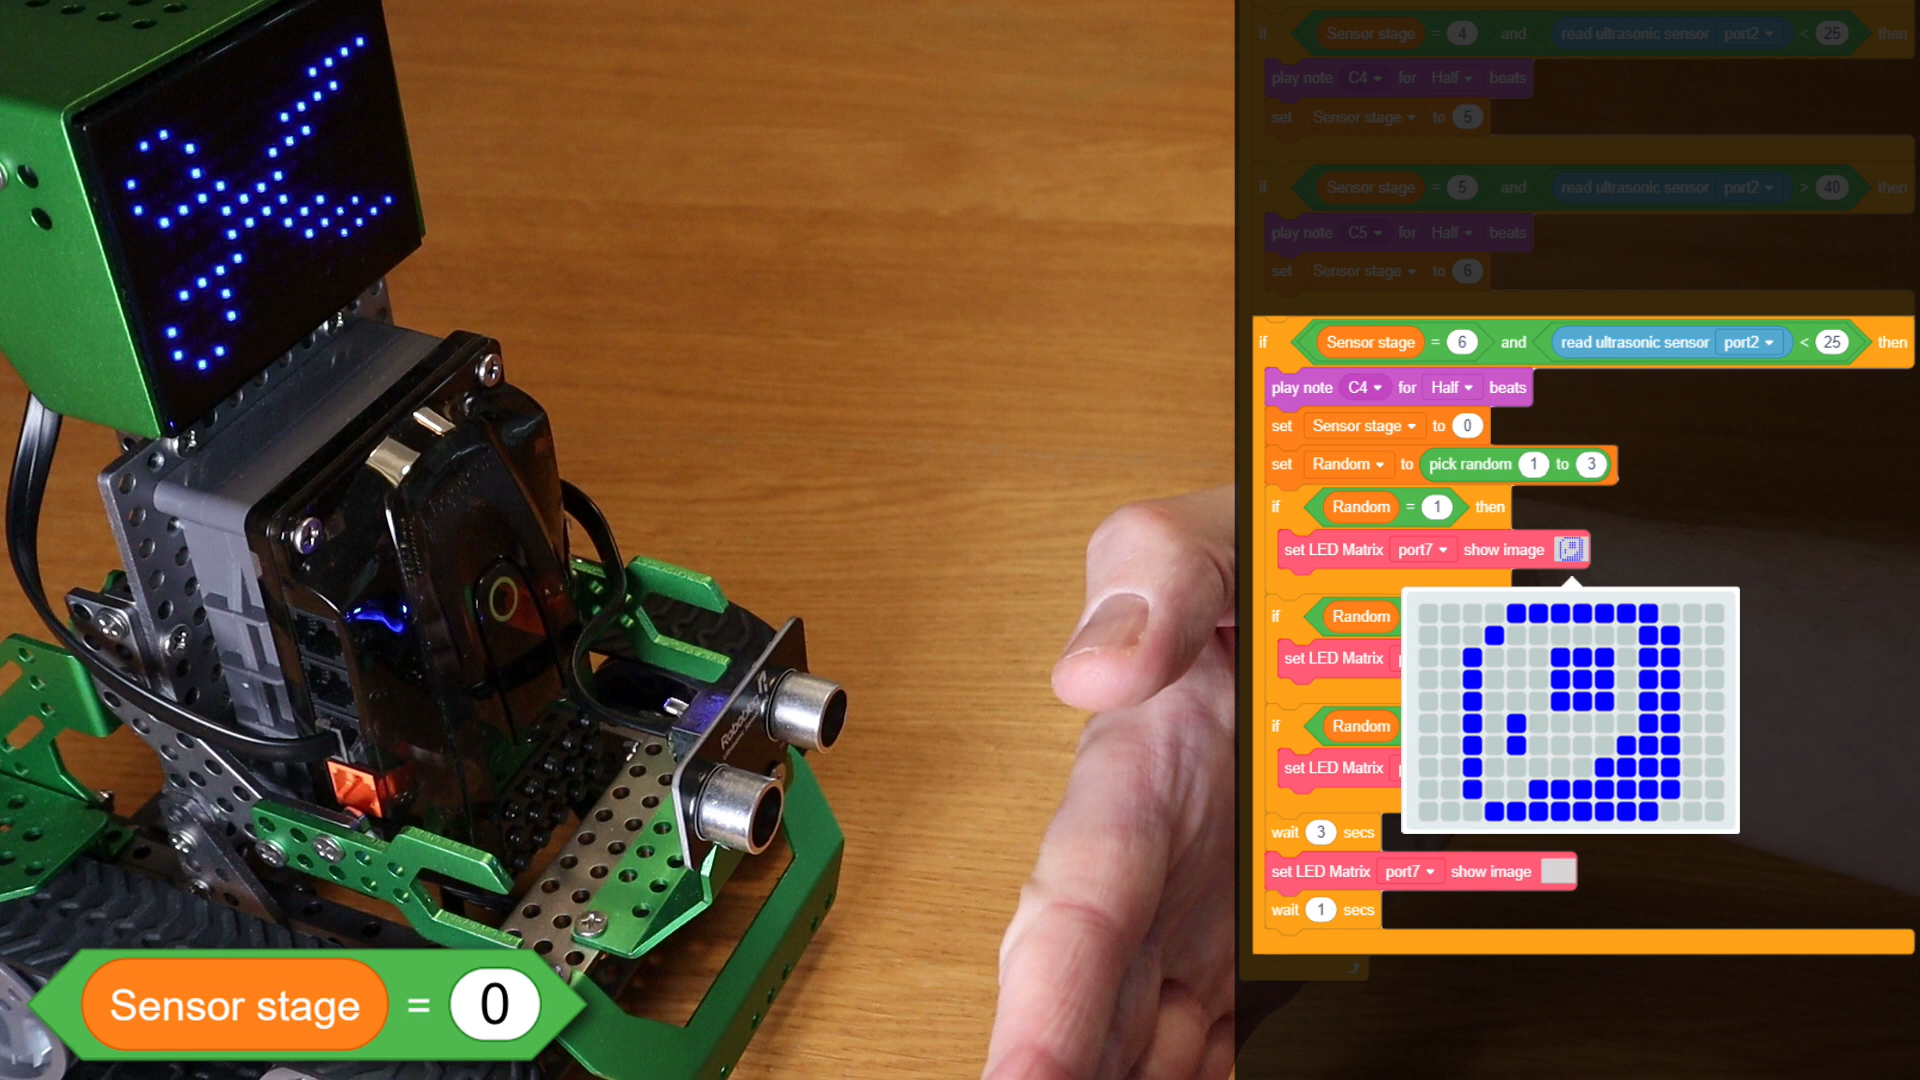 if Sensor stage = 4 and read ultrasonic sensor port2 < 25 then
play note C4 for Half beats
set Sensor stage to 5
if Sensor stage = 5 and read ultrasonic sensor port2 > 40 then
play note C5 for Half beats
set Sensor stage to 6
if Sensor stage = 6 and read ultrasonic sensor port2 < 25 then
play note C4 for Half beats
set Sensor stage to 0
set Random to pick random 1 to 3
if Random = 1 then
set LED Matrix port7 show image
if Random
set LED Matrix
if Random
set LED Matrix
wait 3 secs
set LED Matrix port7 show image
wait 1 secs
Sensor stage = 0